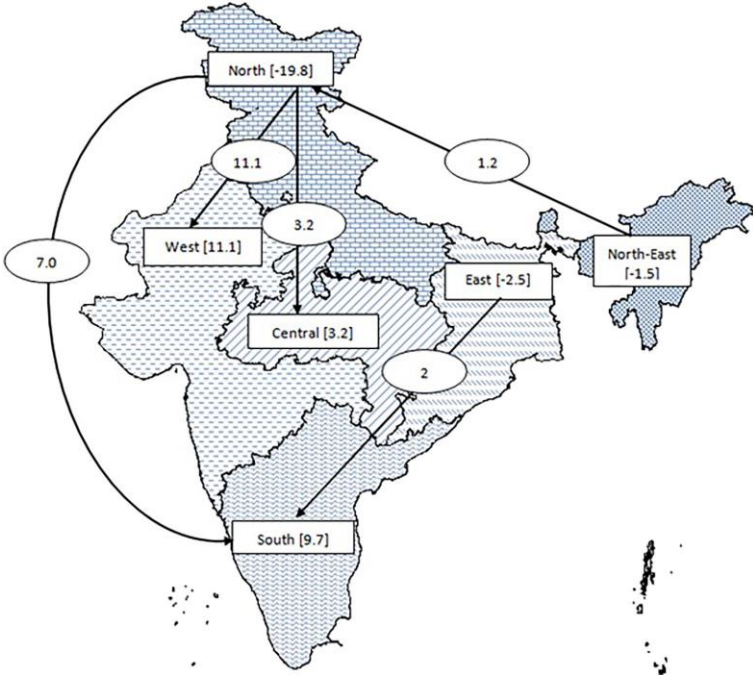 North [-19.8]
11.1
1.2
3.2
West [11.1]
7.0
East [-2.5]
North-East
[-1.5]
Central [3.2]
2
South [9.7]